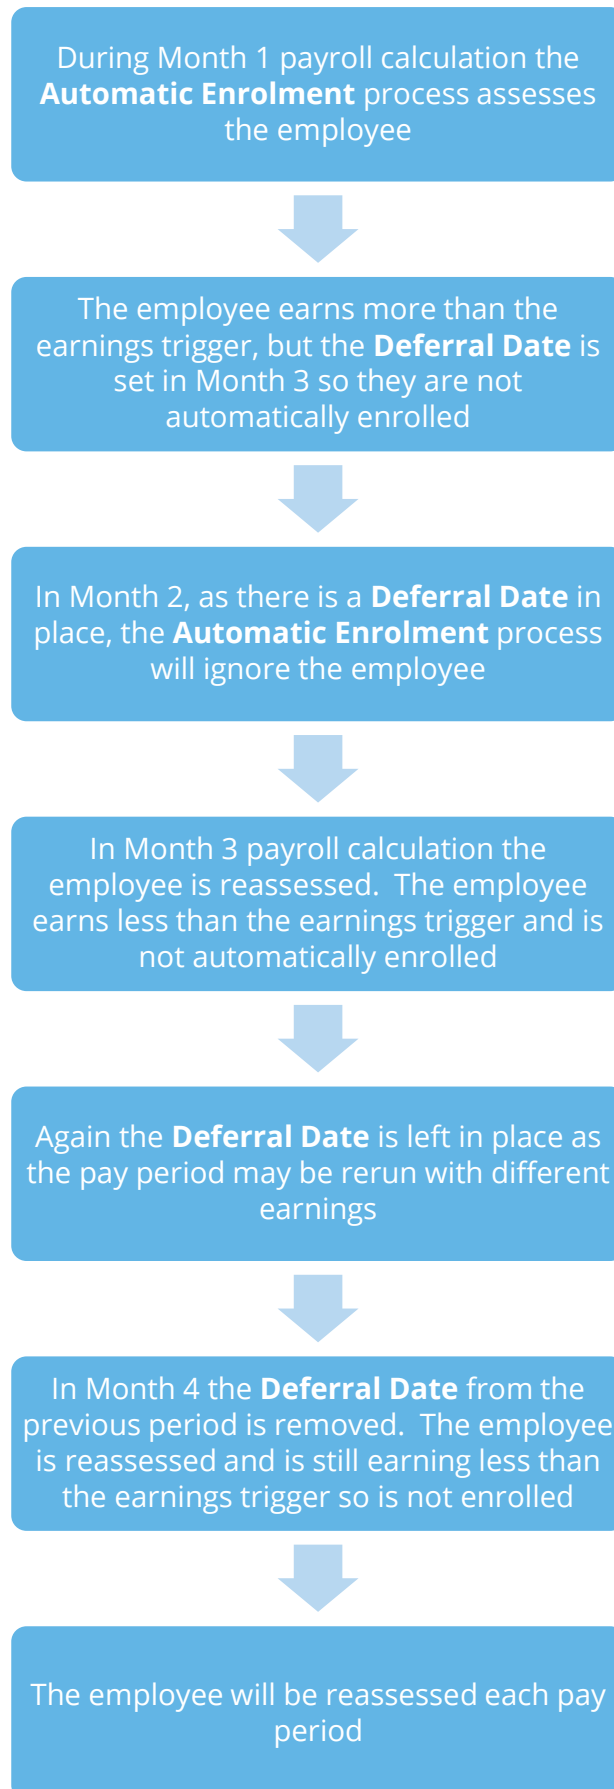 During Month 1 payroll calculation the
Automatic Enrolment process assesses
the employee
The employee earns more than the
earnings trigger, but the Deferral Date is
set in Month 3 so they are not
automatically enrolled
In Month 2, as there is a Deferral Date in
place, the Automatic Enrolment process
will ignore the employee
In Month 3 payroll calculation the
employee is reassessed.  The employee
earns less than the earnings trigger and is
not automatically enrolled
Again the Deferral Date is left in place as
the pay period may be rerun with different
earnings
In Month 4 the Deferral Date from the
previous period is removed.  The employee
is reassessed and is still earning less than
the earnings trigger so is not enrolled
The employee will be reassessed each pay
period